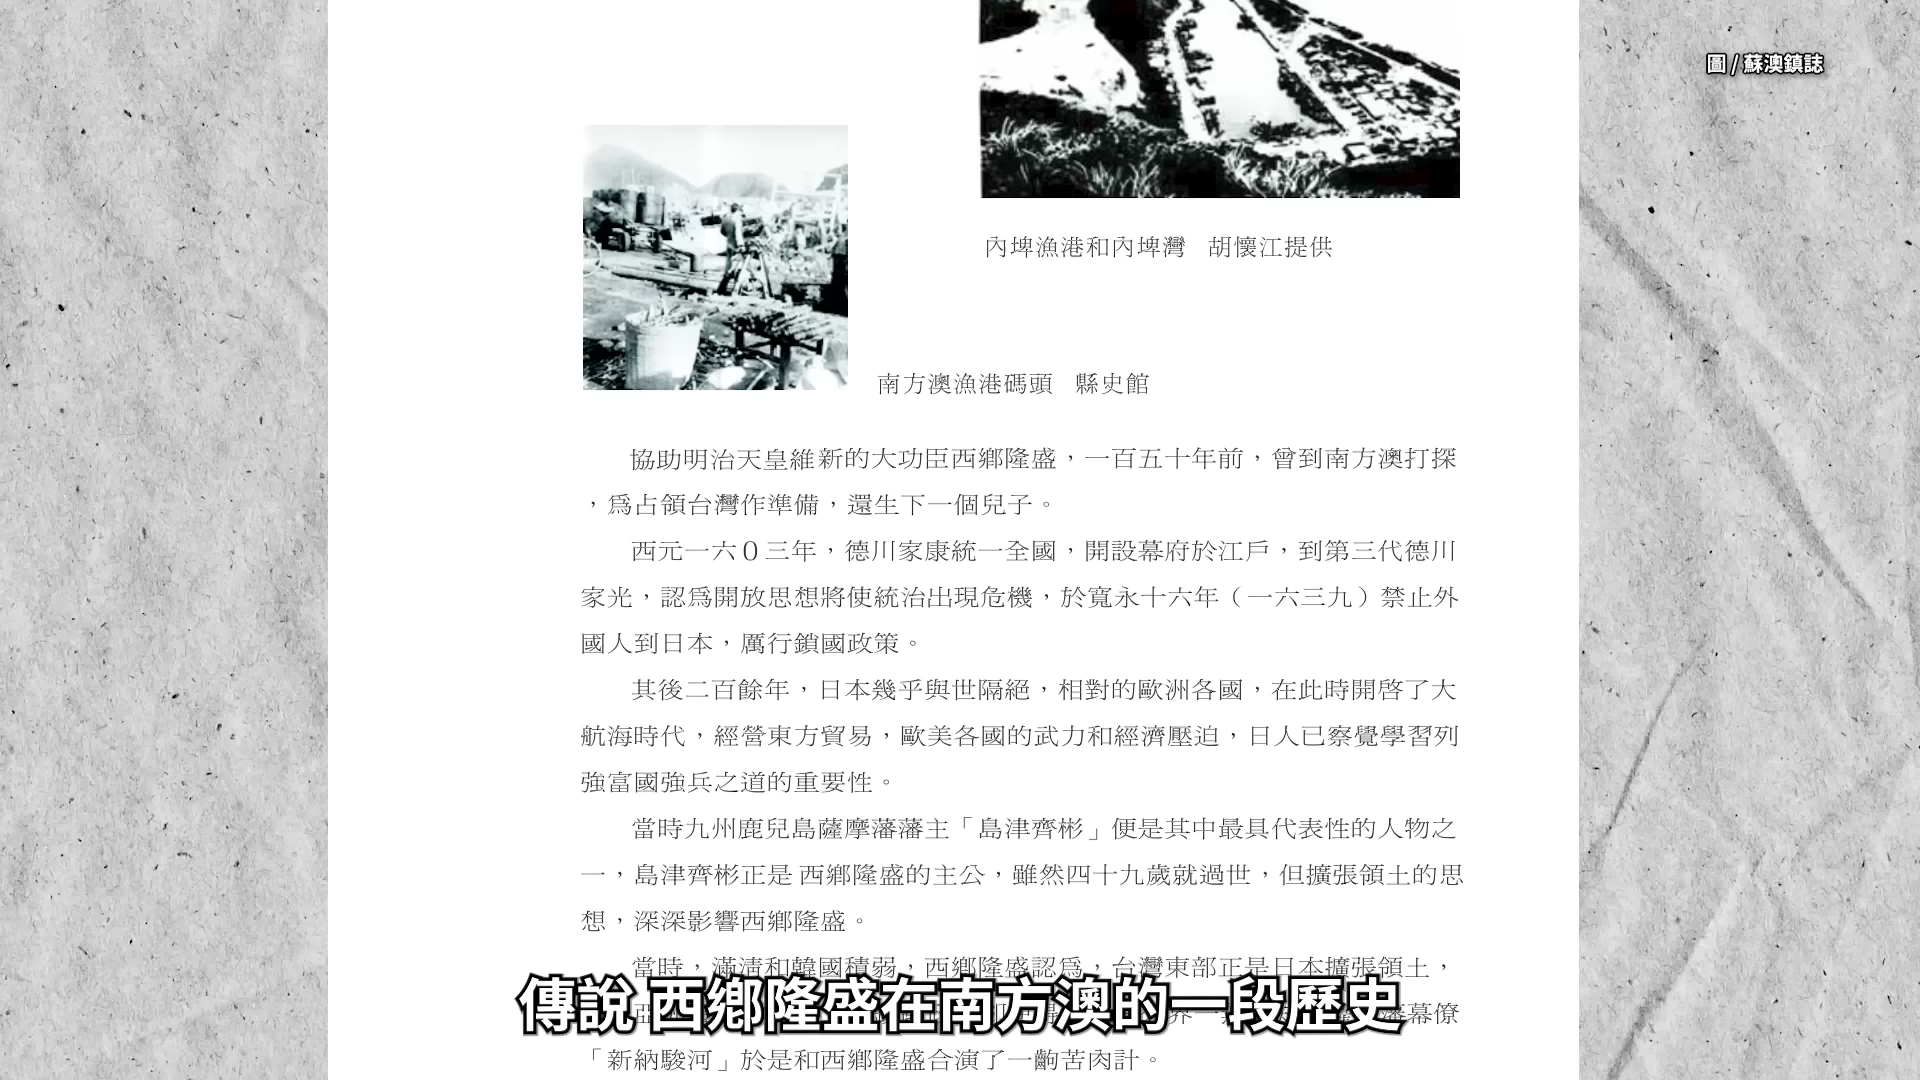 圖 / 蘇澳鎮誌
內埤漁港和內埤灣 胡懷江提供
南方澳漁港碼頭 縣史館
協助明治天皇維新的大功臣西鄉隆盛，一百五十年前，曾到南方澳打探
，為占領台灣作準備，還生下一個兒子。
西元一六０三年，德川家康統一全國，開設幕府於江戶，到第三代德川
家光，認為開放思想將使統治出現危機，於寬永十六年（一六三九）禁止外
國人到日本，厲行鎖國政策。
其後二百餘年，日本幾乎與世隔絕，相對的歐洲各國，在此時開啓了大
航海時代，經營東方貿易，歐美各國的武力和經濟壓迫，日人已察覺學習列
強富國強兵之道的重要性。
當時九州鹿兒島薩摩藩藩主「島津齊彬」便是其中最具代表性的人物之
一，島津齊彬正是 西鄉隆盛的主公，雖然四十九歲就過世，但擴張領土的思
想，深深影響西鄉隆盛。
當時，滿清和韓國積弱，西鄉隆盛認為，台灣東部正是日本擴張領土，
藩幕僚
傳說 西鄉隆盛在南方澳的一段歷史
「新納駿河」於是和西鄉隆盛合演了一齣苦肉計。